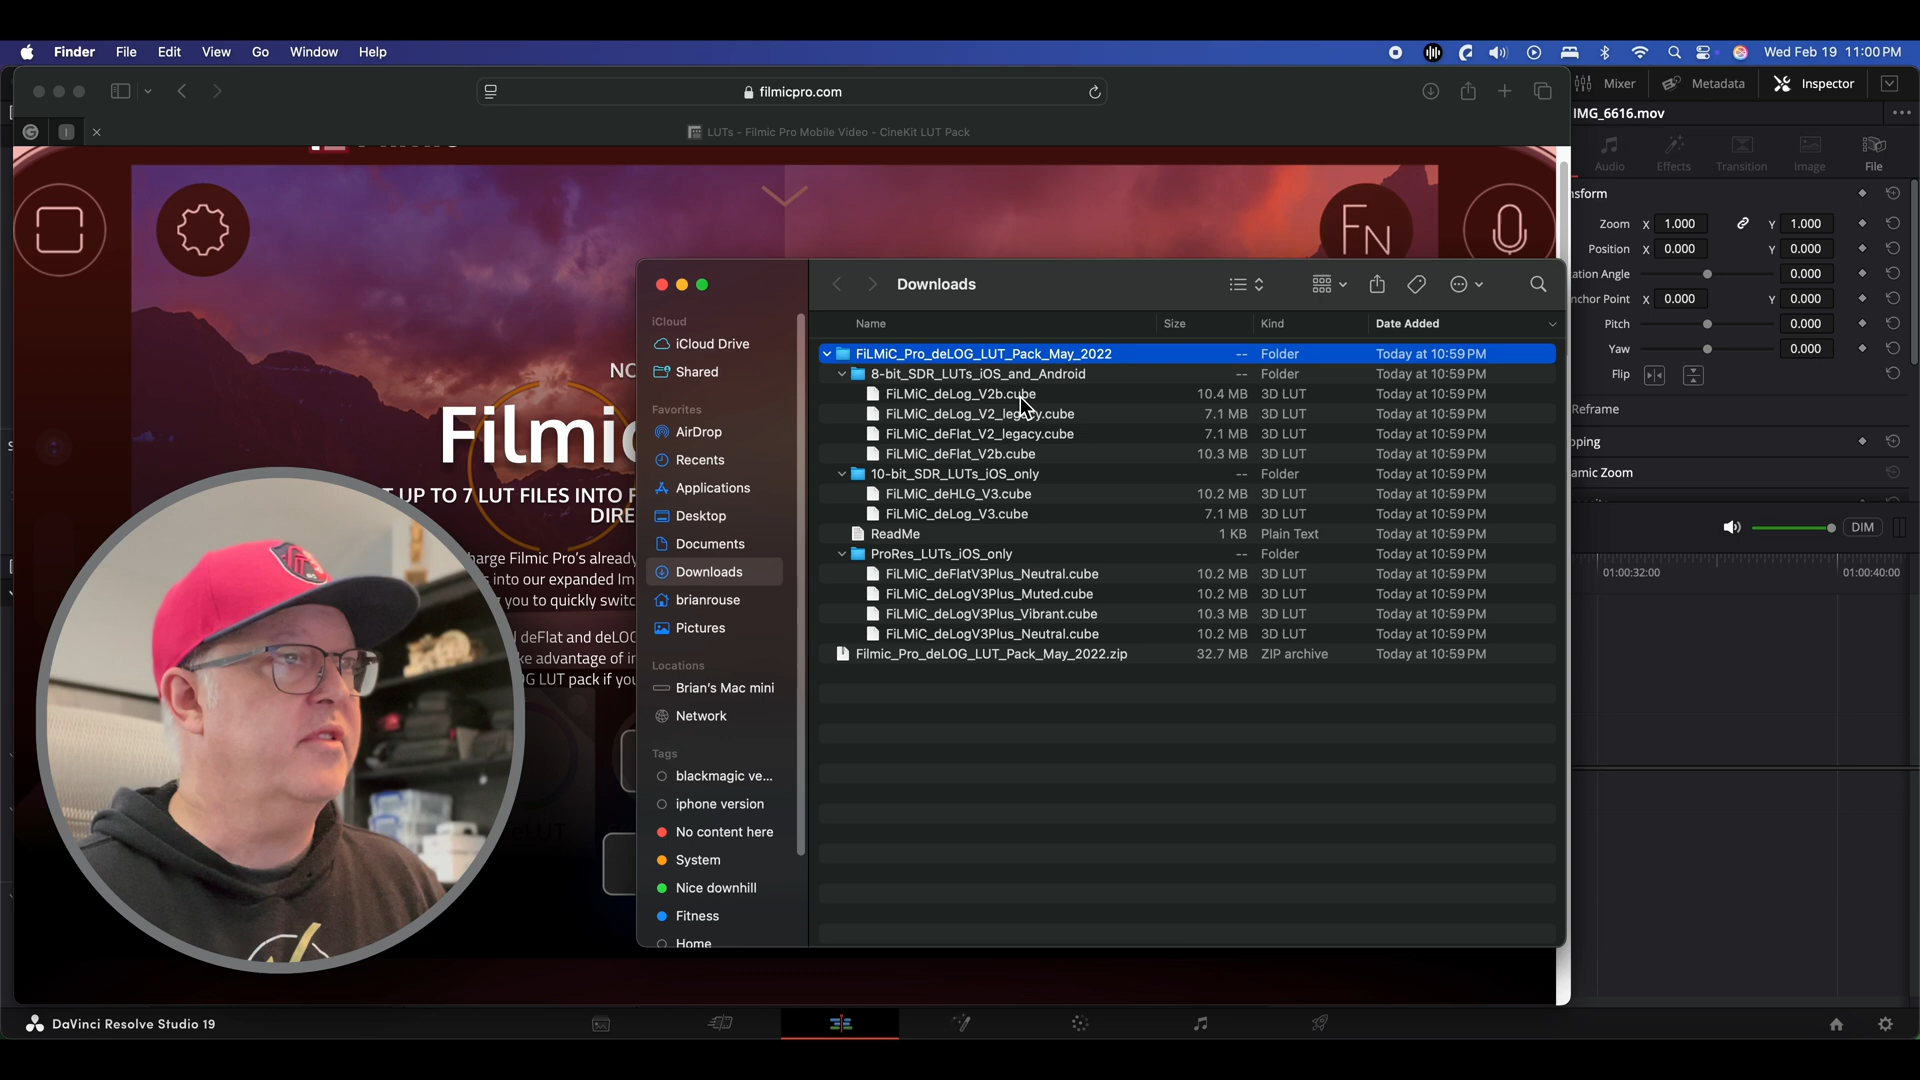 Finder File Edit View Go Window Help
Wed Feb 19 11:00 PM
filmicpro.com
Mixer Metadata Inspector
LUTs - Filmic Pro Mobile Video - CineKit LUT Pack
IMG_6616.mov
Audio Effects Transition Image File
FN
nsform
Zoom X 1.000 Y 1.000
Position X 0.000 Y 0.000
ation Angle 0.000
nchor Point X 0.000 Y 0.000
Pitch 0.000
Yaw 0.000
Flip
Reframe
pping
amic Zoom
DIM
01:00:32:00 01:00:40:00
NO
Filmic
T UP TO 7 LUT FILES INTO F
DIRE
harge Filmic Pro's already
s into our expanded Im
you to quickly switc
l deFlat and deLOG
ke advantage of in
OG LUT pack if you
Downloads
iCloud
iCloud Drive
Shared
Favorites
AirDrop
Recents
Applications
Desktop
Documents
Downloads
brianrouse
Pictures
Locations
Brian's Mac mini
Network
Tags
blackmagic ve...
iphone version
No content here
System
Nice downhill
Fitness
Home
Name Size Kind Date Added
FiLMiC_Pro_deLOG_LUT_Pack_May_2022 -- Folder Today at 10:59 PM
8-bit_SDR_LUTs_iOS_and_Android -- Folder Today at 10:59 PM
FiLMiC_deLog_V2b.cube 10.4 MB 3D LUT Today at 10:59 PM
FiLMiC_deLog_V2_legacy.cube 7.1 MB 3D LUT Today at 10:59 PM
FiLMiC_deFlat_V2_legacy.cube 7.1 MB 3D LUT Today at 10:59 PM
FiLMiC_deFlat_V2b.cube 10.3 MB 3D LUT Today at 10:59 PM
10-bit_SDR_LUTs_iOS_only -- Folder Today at 10:59 PM
FiLMiC_deHLG_V3.cube 10.2 MB 3D LUT Today at 10:59 PM
FiLMiC_deLog_V3.cube 7.1 MB 3D LUT Today at 10:59 PM
ReadMe 1 KB Plain Text Today at 10:59 PM
ProRes_LUTs_iOS_only -- Folder Today at 10:59 PM
FiLMiC_deFlatV3Plus_Neutral.cube 10.2 MB 3D LUT Today at 10:59 PM
FiLMiC_deLogV3Plus_Muted.cube 10.2 MB 3D LUT Today at 10:59 PM
FiLMiC_deLogV3Plus_Vibrant.cube 10.3 MB 3D LUT Today at 10:59 PM
FiLMiC_deLogV3Plus_Neutral.cube 10.2 MB 3D LUT Today at 10:59 PM
Filmic_Pro_deLOG_LUT_Pack_May_2022.zip 32.7 MB ZIP archive Today at 10:59 PM
DaVinci Resolve Studio 19